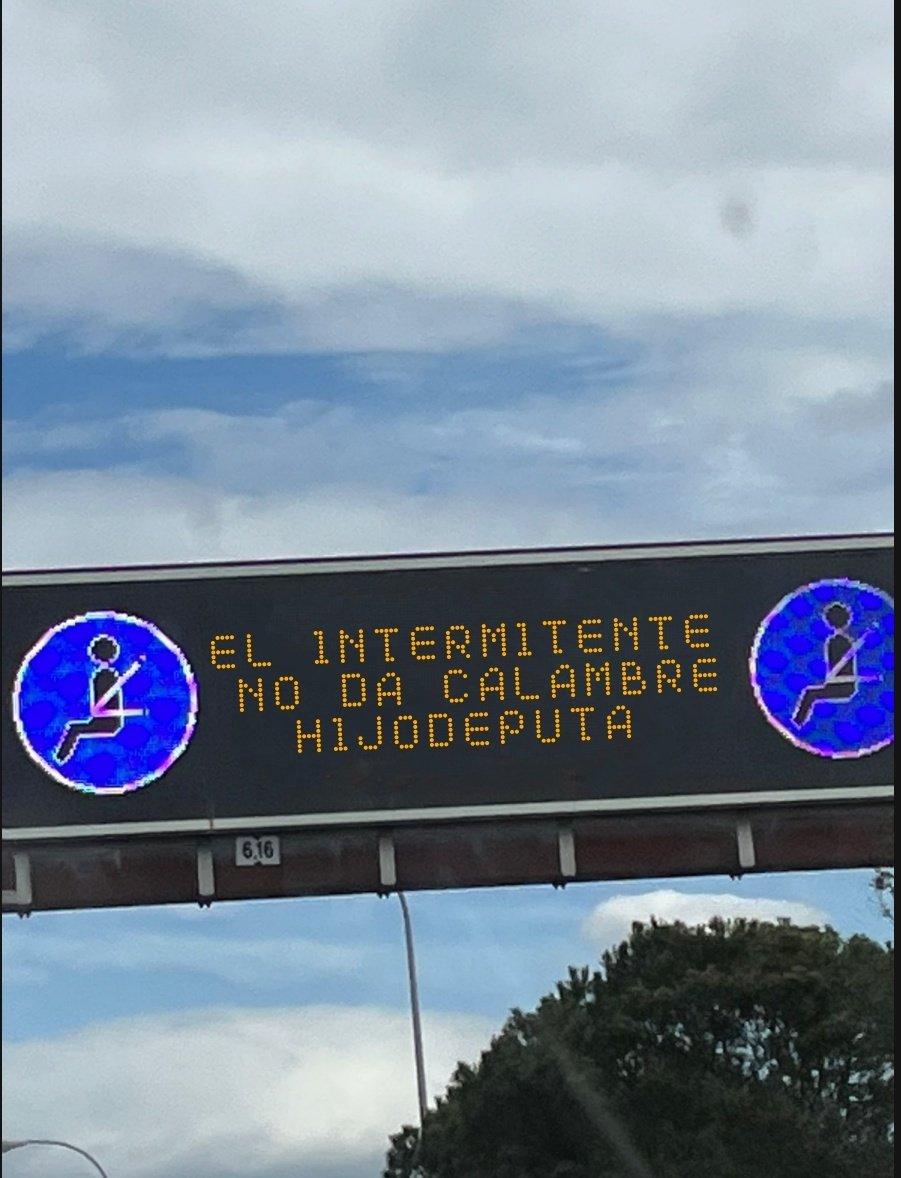 EL INTERMITENTE
NO DA CALAMBRE
HIJODEPUTA
6.16